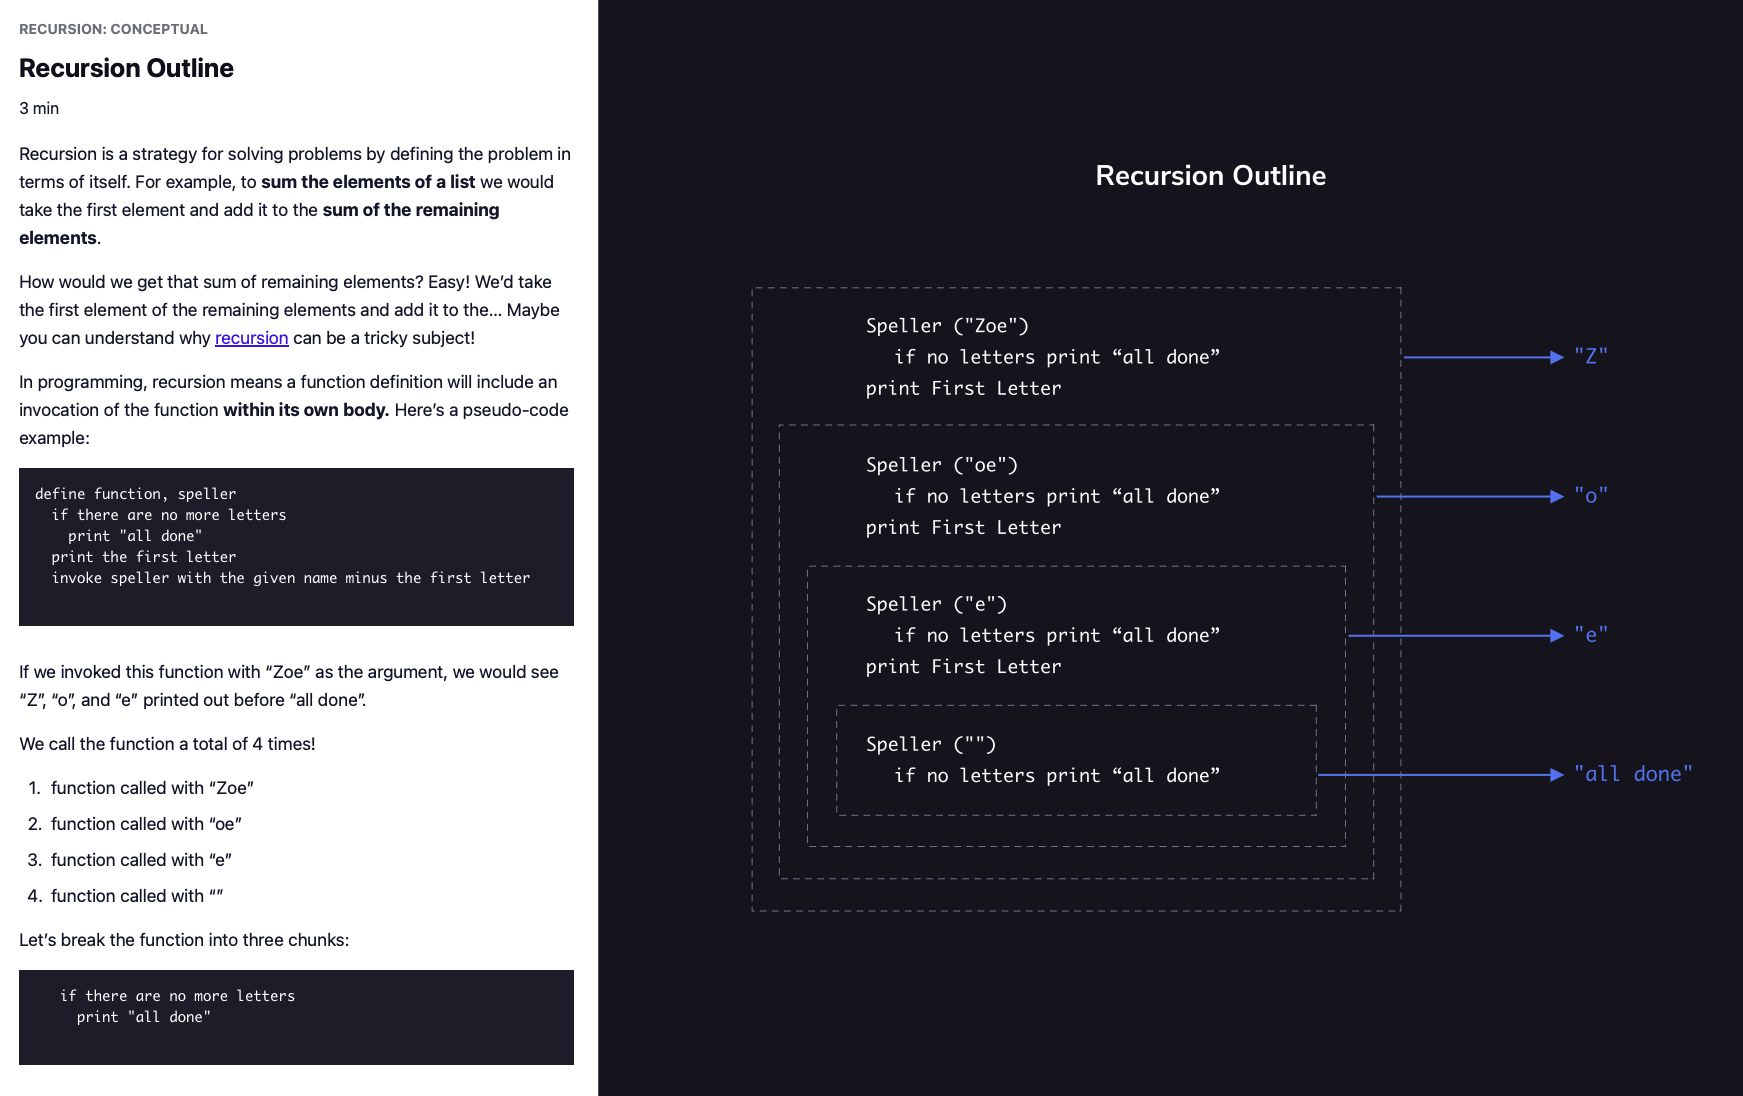 RECURSION: CONCEPTUAL
Recursion Outline
3 min
Recursion is a strategy for solving problems by defining the problem in
terms of itself. For example, to sum the elements of a list we would
take the first element and add it to the sum of the remaining
elements.
How would we get that sum of remaining elements? Easy! We’d take
the first element of the remaining elements and add it to the... Maybe
you can understand why recursion can be a tricky subject!
In programming, recursion means a function definition will include an
invocation of the function within its own body. Here’s a pseudo-code
example:
define function, speller
  if there are no more letters
    print "all done"
  print the first letter
  invoke speller with the given name minus the first letter
If we invoked this function with “Zoe” as the argument, we would see
“Z”, “o”, and “e” printed out before “all done”.
We call the function a total of 4 times!
1. function called with “Zoe”
2. function called with “oe”
3. function called with “e”
4. function called with “”
Let’s break the function into three chunks:
if there are no more letters
  print "all done"
Recursion Outline
Speller ("Zoe")
if no letters print “all done”
"Z"
print First Letter
Speller ("oe")
if no letters print “all done”
"o"
print First Letter
Speller ("e")
if no letters print “all done”
"e"
print First Letter
Speller ("")
if no letters print “all done”
"all done"